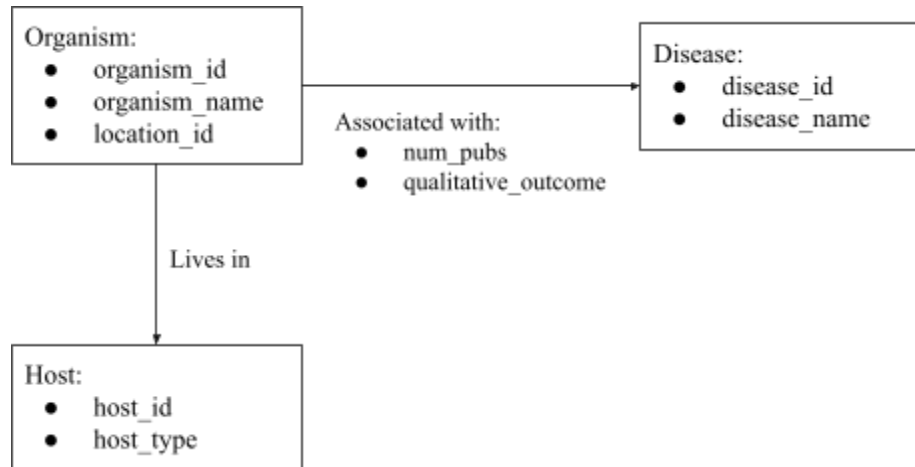 Organism:
● organism_id
● organism_name
● location_id
Disease:
● disease_id
● disease_name
Associated with:
● num_pubs
● qualitative_outcome
Lives in
Host:
● host_id
● host_type